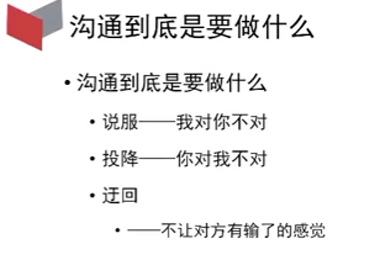 沟通到底是要做什么
• 沟通到底是要做什么
• 说服——我对你不对
• 投降——你对我不对
• 迂回
• ——不让对方有输了的感觉